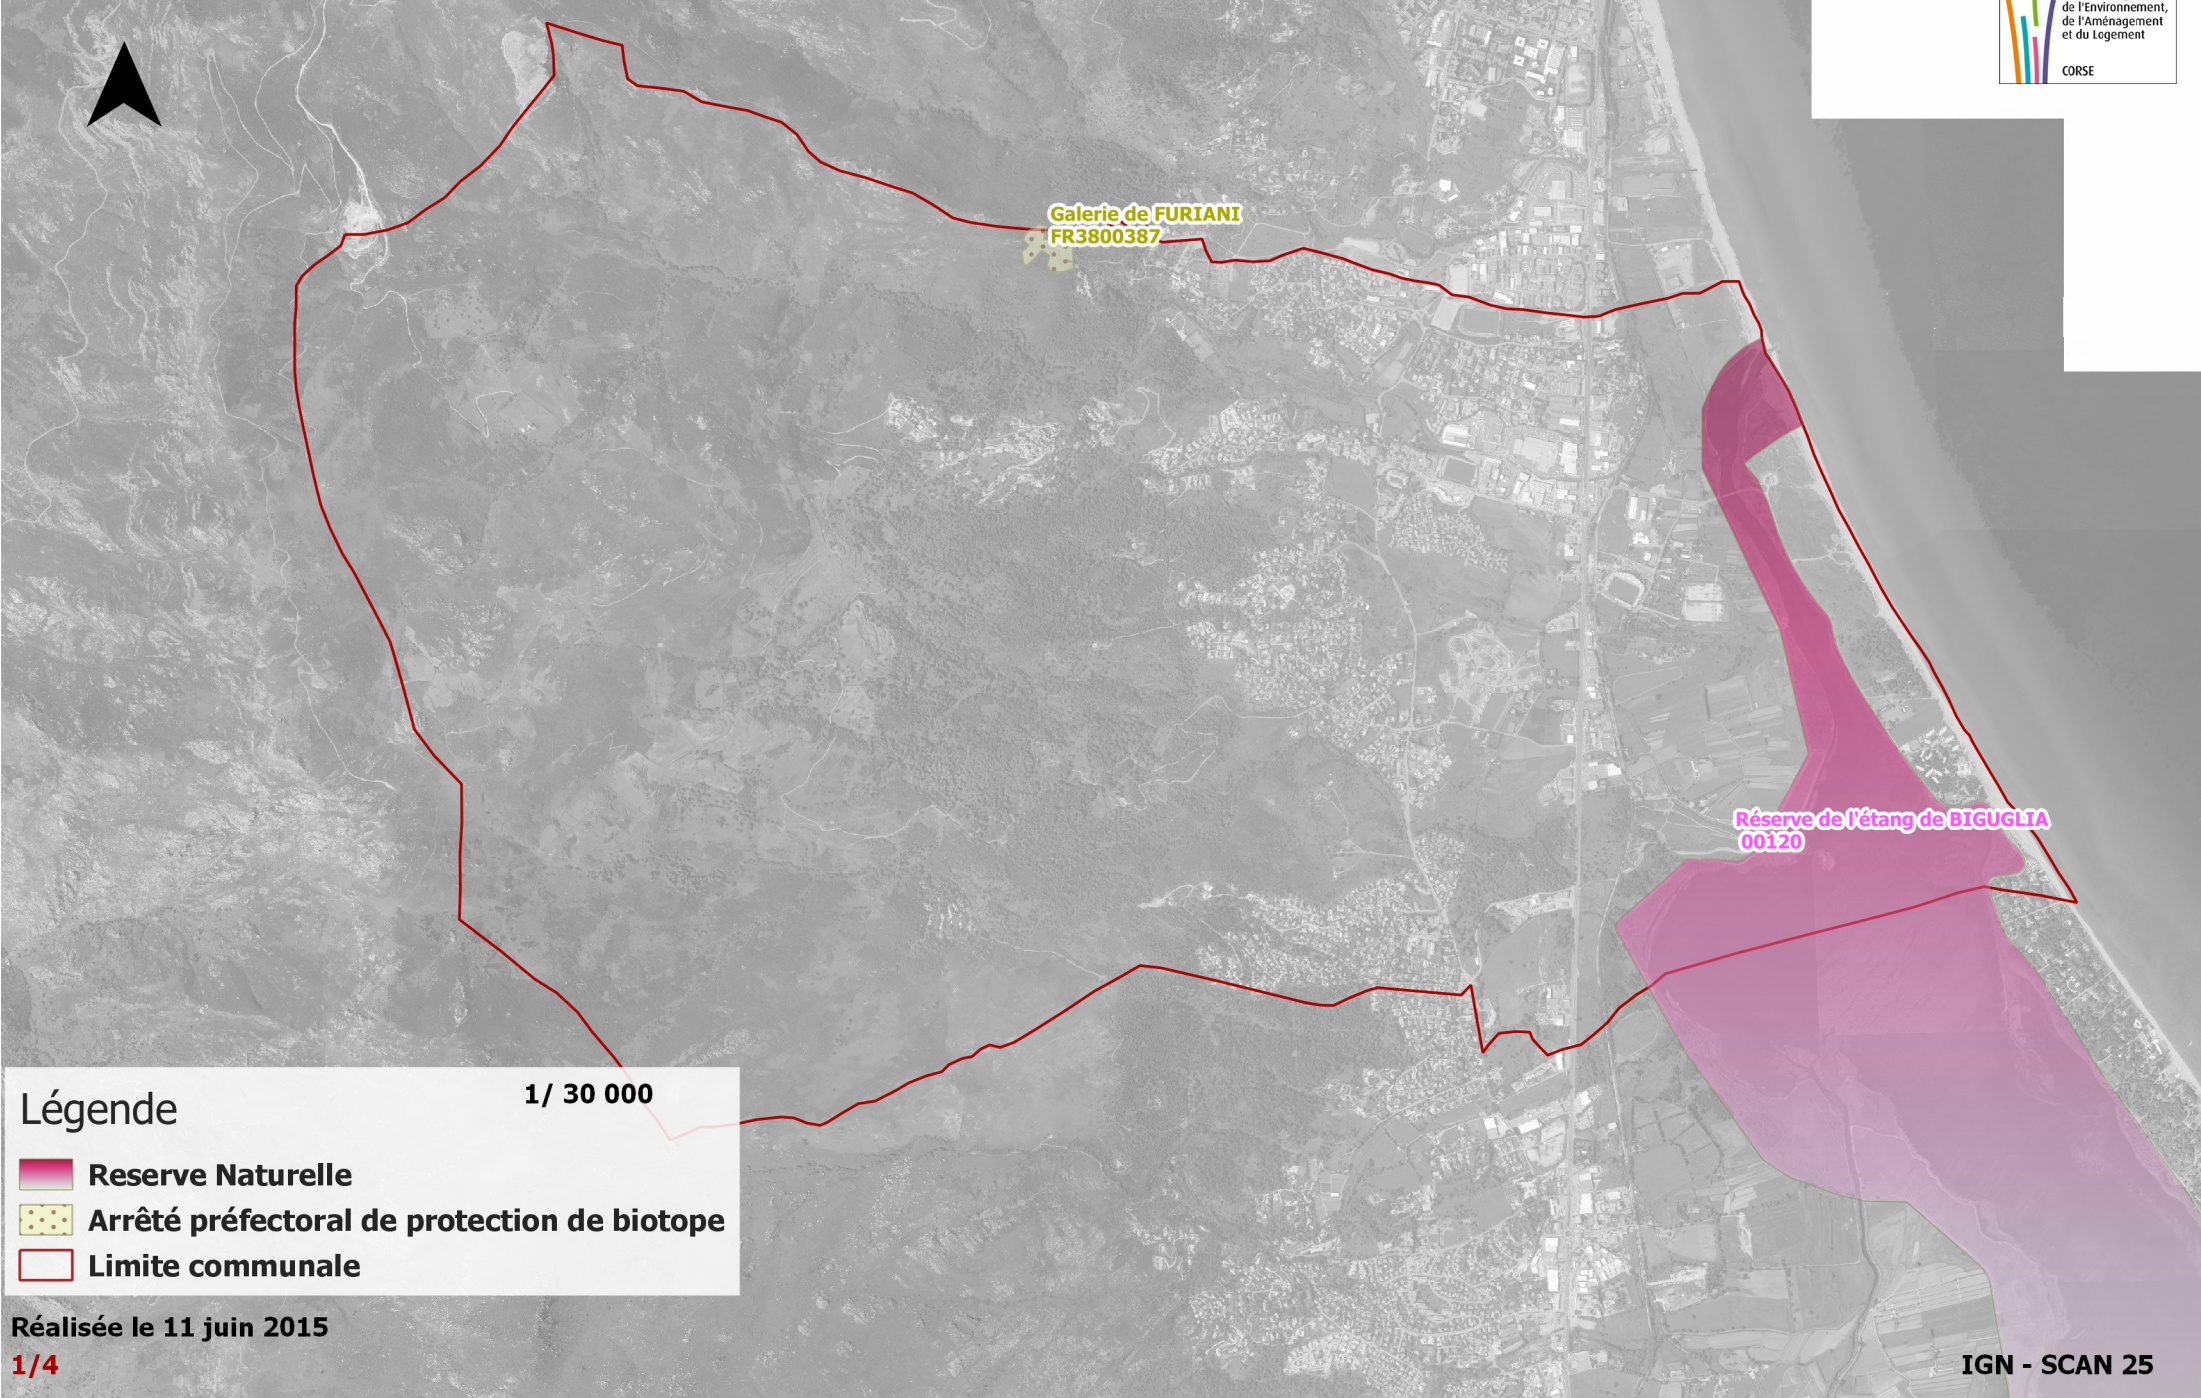 de l'Environnement,
de l'Aménagement
et du Logement
CORSE
Galerie de FURIANI
FR3800387
Réserve de l'étang de BIGUGLIA
00120
1/ 30 000
Légende
Reserve Naturelle
Arrêté préfectoral de protection de biotope
Limite communale
Réalisée le 11 juin 2015
1/4
IGN - SCAN 25